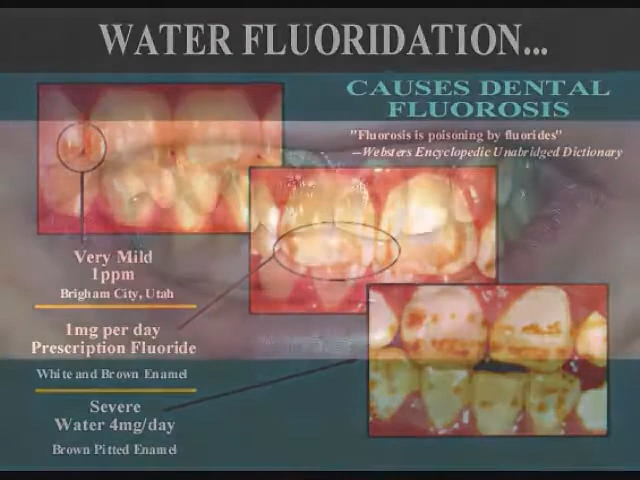 WATER FLUORIDATION...
CAUSES DENTAL
FLUOROSIS
"Fluorosis is poisoning by fluorides"
--Websters Encyclopedic Unabridged Dictionary
Very Mild
1ppm
Brigham City, Utah
1mg per day
Prescription Fluoride
White and Brown Enamel
Severe
Water 4mg/day
Brown Pitted Enamel